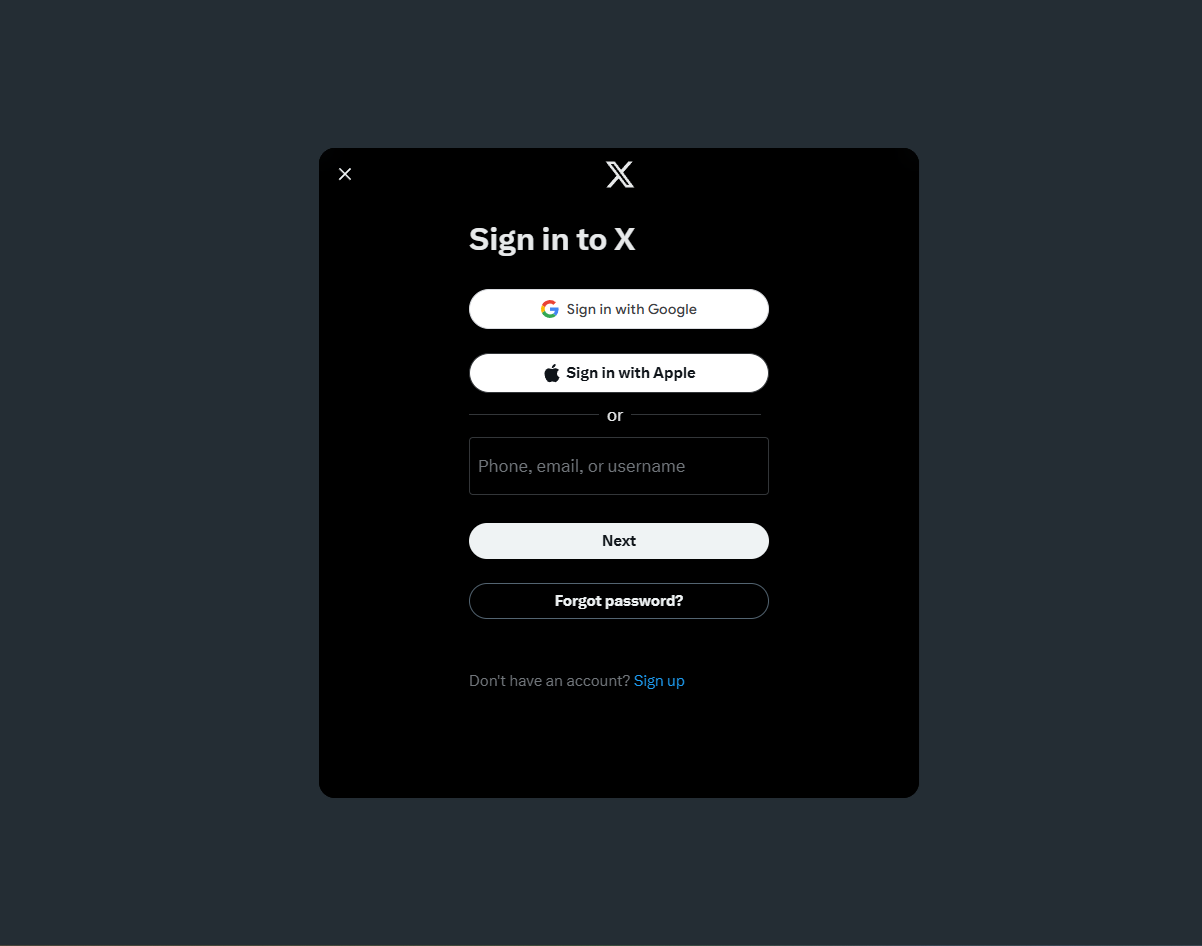 Sign in to X
Sign in with Google
Sign in with Apple
or
Phone, email, or username
Next
Forgot password?
Don't have an account? Sign up